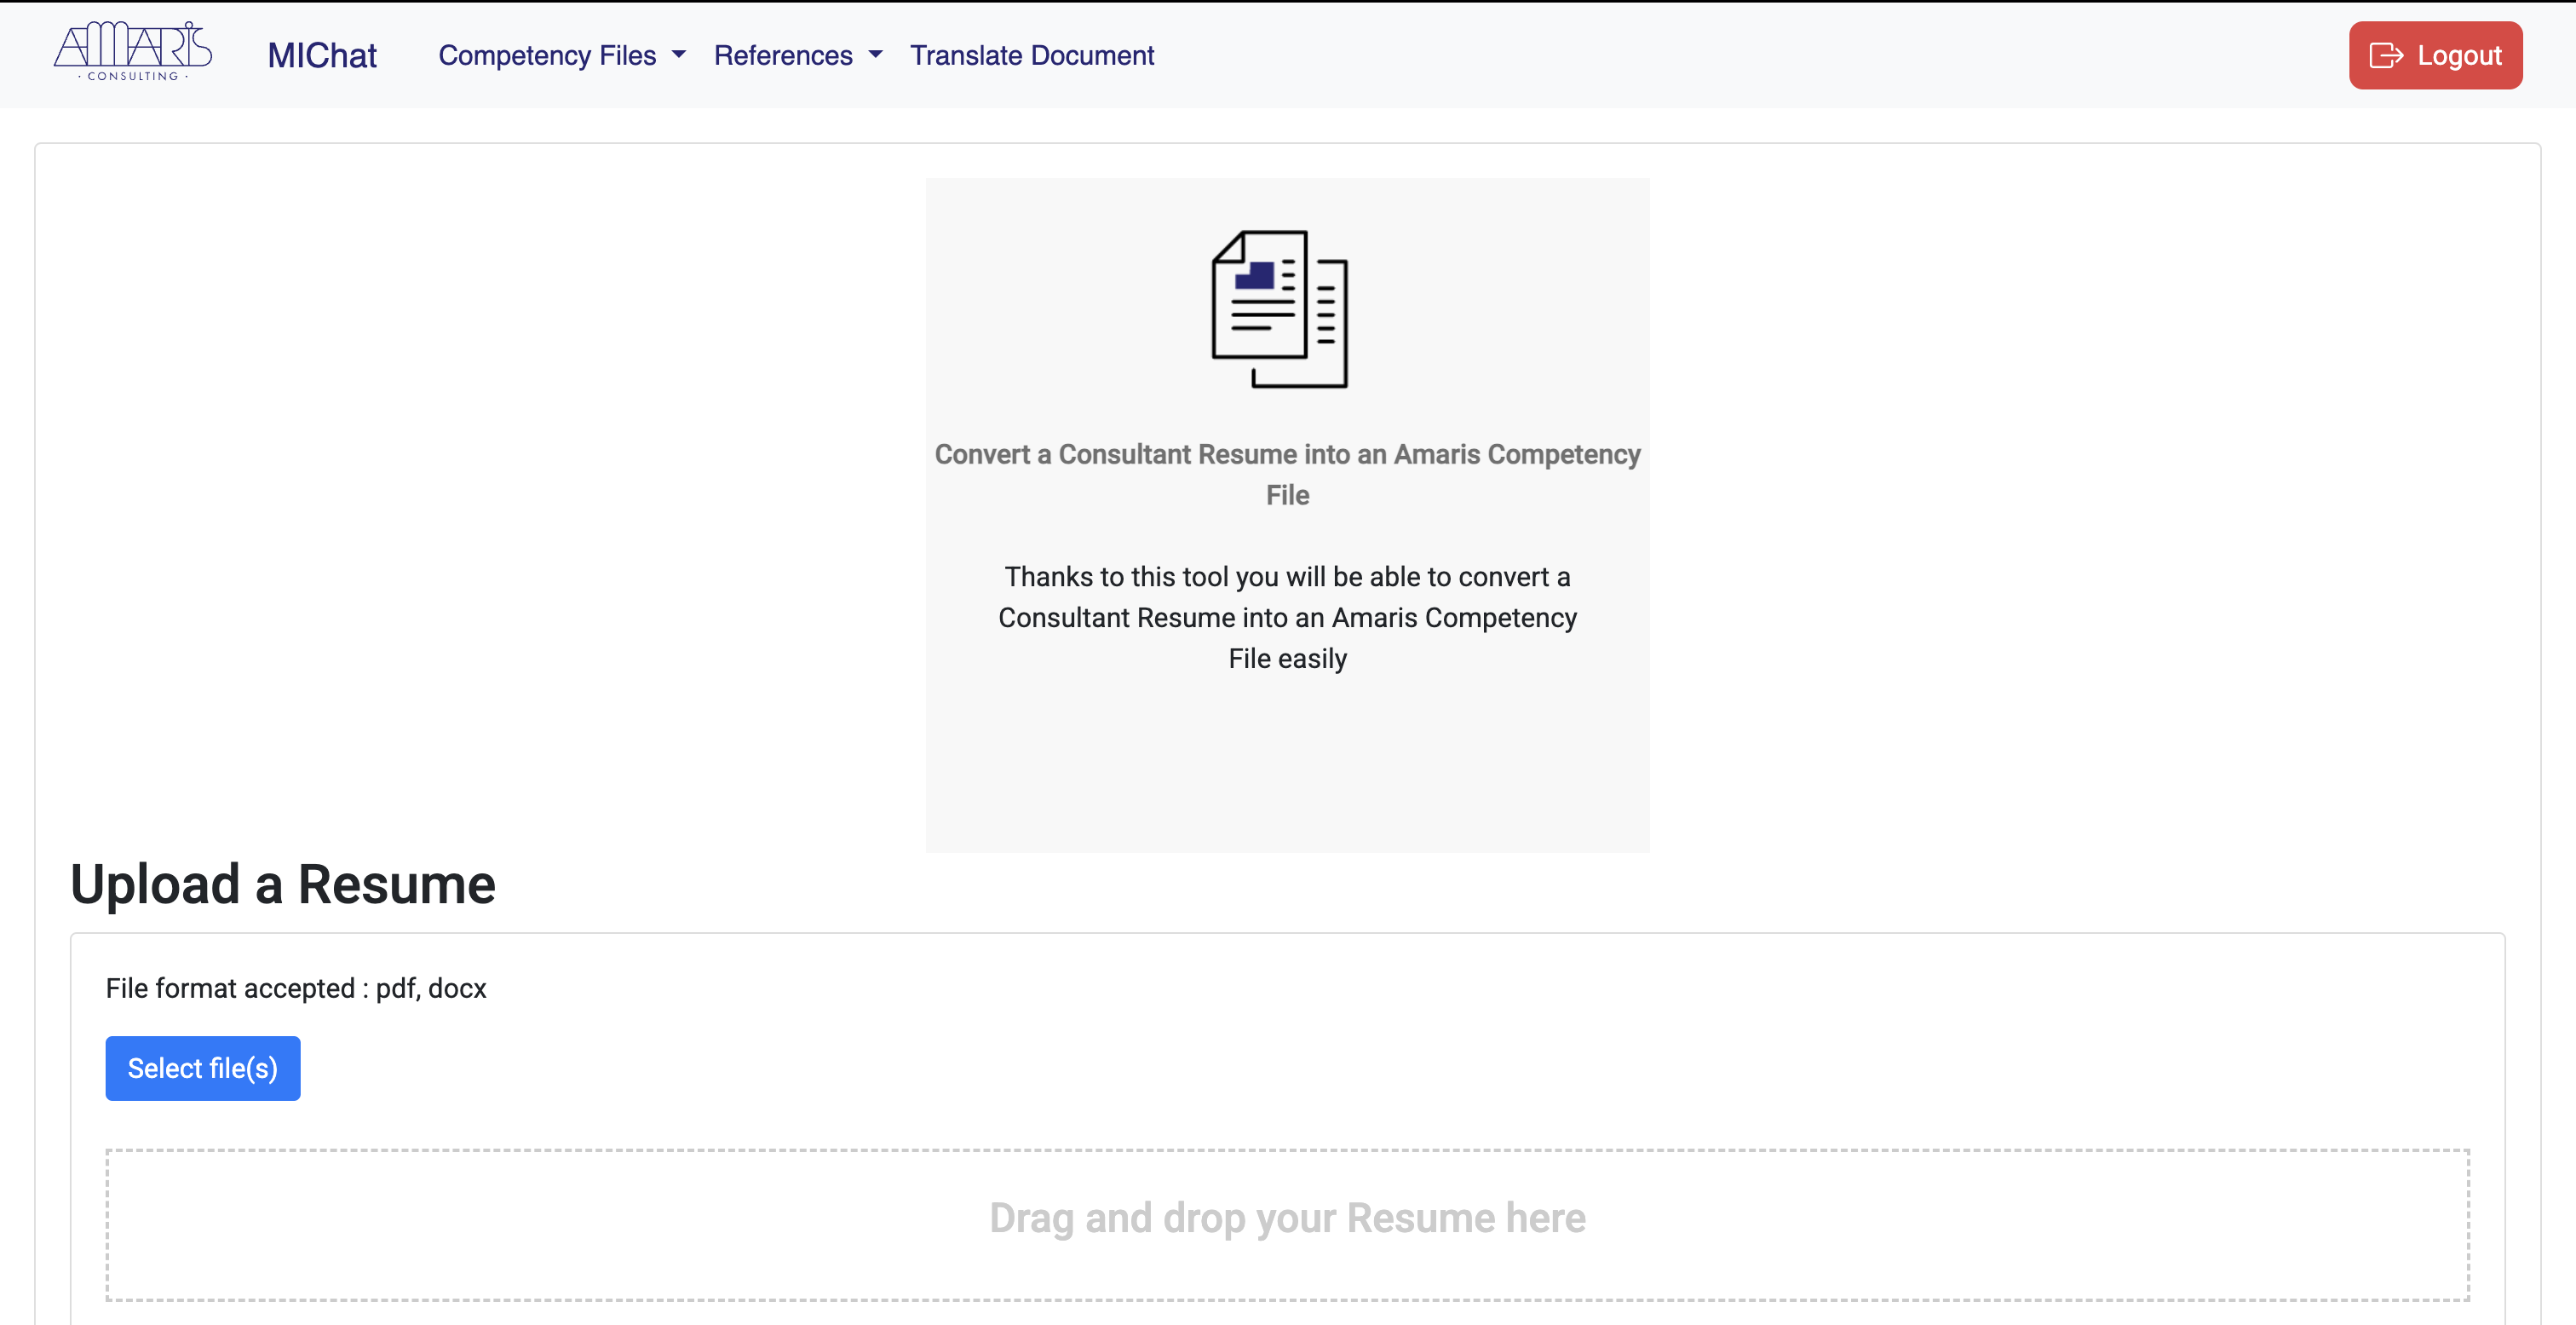 AMARIS
· CONSULTING ·
MIChat
Competency Files
References
Translate Document
Logout
Convert a Consultant Resume into an Amaris Competency
File
Thanks to this tool you will be able to convert a
Consultant Resume into an Amaris Competency
File easily
Upload a Resume
File format accepted : pdf, docx
Select file(s)
Drag and drop your Resume here